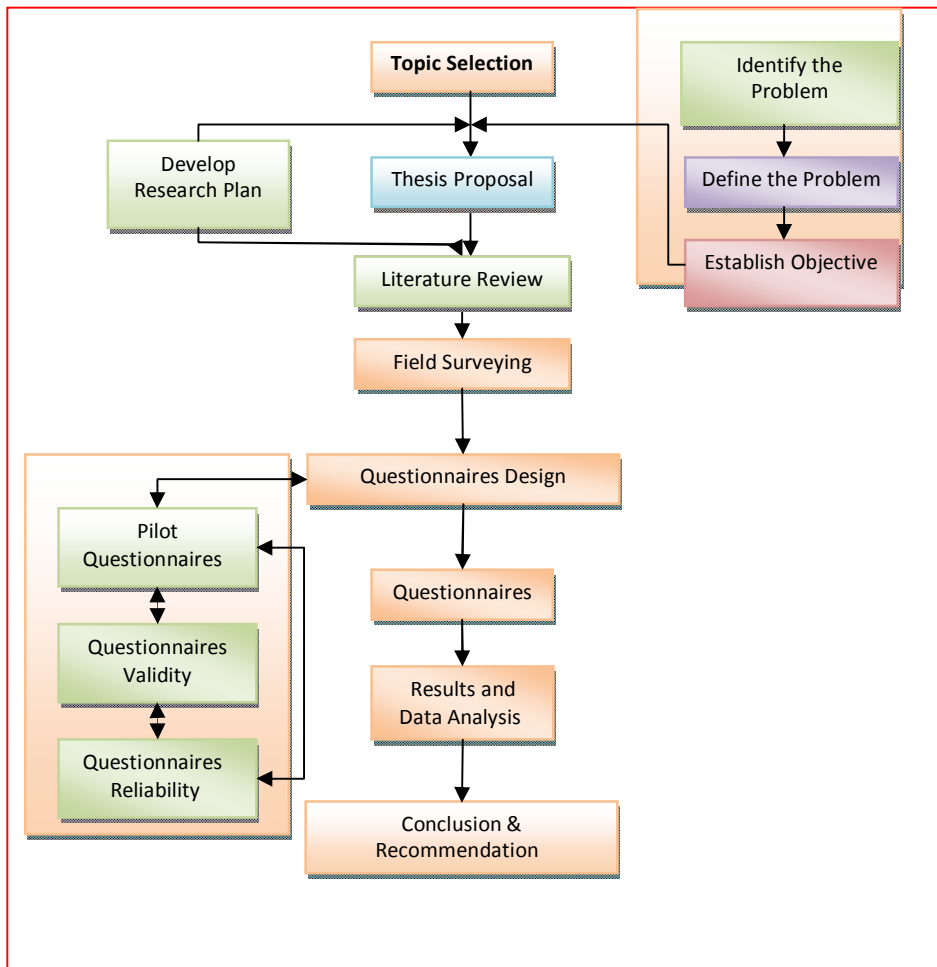 Topic Selection
Identify the
Problem
Develop
Research Plan
Thesis Proposal
Define the Problem
Literature Review
Establish Objective
Field Surveying
Questionnaires Design
Pilot
Questionnaires
Questionnaires
Questionnaires
Validity
Results and
Data Analysis
Questionnaires
Reliability
Conclusion &
Recommendation